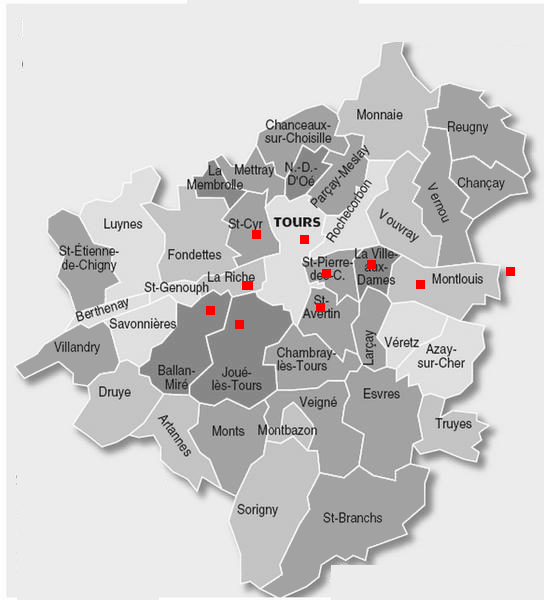 Monnaie
Chanceaux-
sur-Choisille
Reugny
La
Membrolle
Mettray
N.-D.-
D'Oé
Parçay-Meslay
Chançay
Vernou
Rochecorbon
Vouvray
Luynes
St-Cyr
TOURS
St-Étienne-
de-Chigny
Fondettes
St-Pierre-
des-C.
La Ville-
aux-
Dames
La Riche
Montlouis
St-Genouph
Berthenay
St-
Avertin
Savonnières
Villandry
Larçay
Véretz
Azay-
sur-Cher
Chambray-
lès-Tours
Ballan-
Miré
Joué-
lès-Tours
Druye
Esvres
Veigné
Truyes
Artannes
Monts
Montbazon
Sorigny
St-Branchs